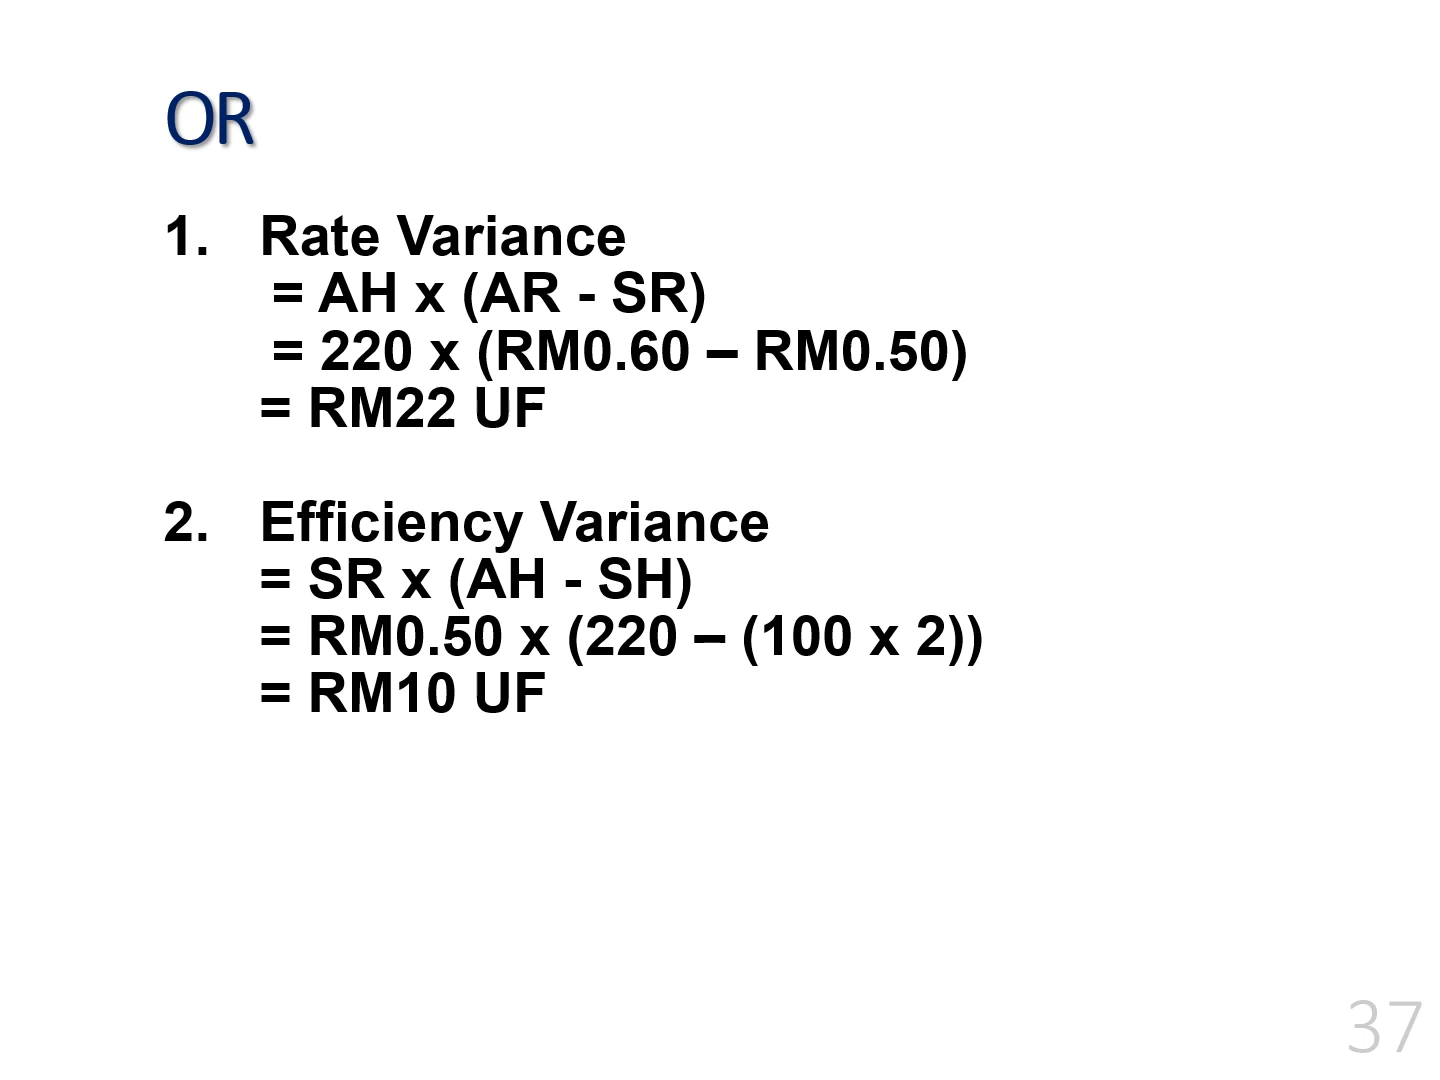 OR
1. Rate Variance
= AH x (AR - SR)
= 220 x (RM0.60 – RM0.50)
= RM22 UF
2. Efficiency Variance
= SR x (AH - SH)
= RM0.50 x (220 – (100 x 2))
= RM10 UF
37